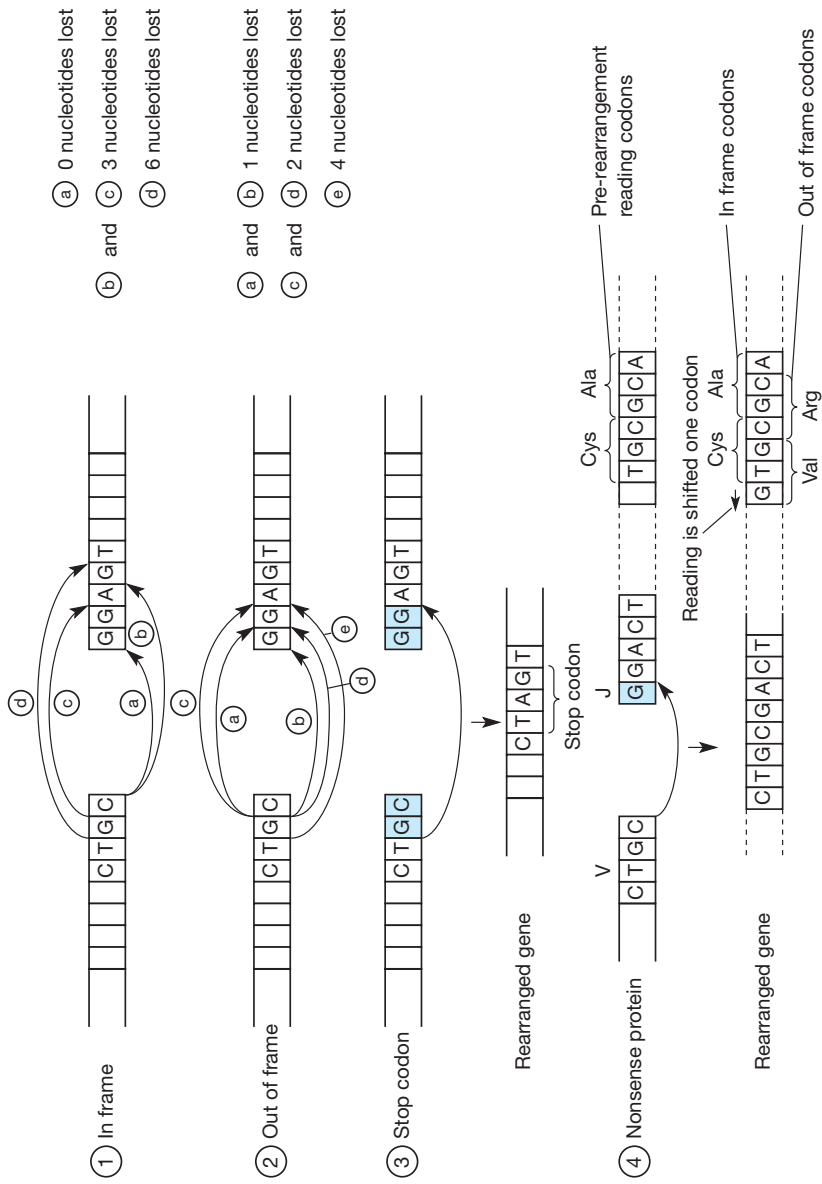 ① In frame
C T G C
G G A G T
ⓓ
ⓒ
ⓐ
ⓑ
ⓐ 0 nucleotides lost
ⓑ and ⓒ 3 nucleotides lost
ⓓ 6 nucleotides lost
② Out of frame
C T G C
G G A G T
ⓒ
ⓐ
ⓑ
ⓓ
ⓔ
ⓐ and ⓑ 1 nucleotides lost
ⓒ and ⓓ 2 nucleotides lost
ⓔ 4 nucleotides lost
③ Stop codon
C T G C
G G A G T
Rearranged gene
C T A G T
Stop codon
④ Nonsense protein
V
C T G C
J
G G A C T
Cys Ala
T G C G C A
Pre-rearrangement
reading codons
Rearranged gene
C T G C G A C T
Reading is shifted one codon
Cys Ala
G T G C G C A
Val Arg
In frame codons
Out of frame codons